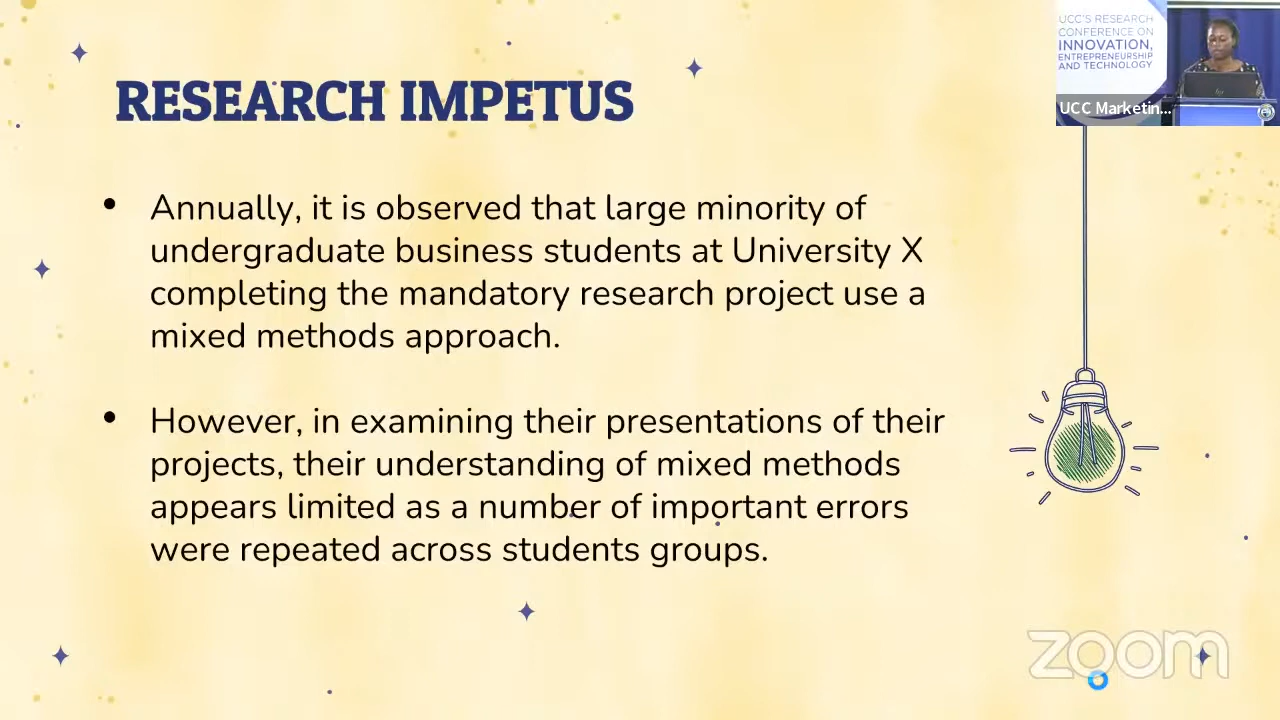 RESEARCH IMPETUS
• Annually, it is observed that large minority of
undergraduate business students at University X
completing the mandatory research project use a
mixed methods approach.
• However, in examining their presentations of their
projects, their understanding of mixed methods
appears limited as a number of important errors
were repeated across students groups.
UCC'S RESEARCH
CONFERENCE ON
INNOVATION,
ENTREPRENEURSHIP
AND TECHNOLOGY
UCC Marketin...
zoom